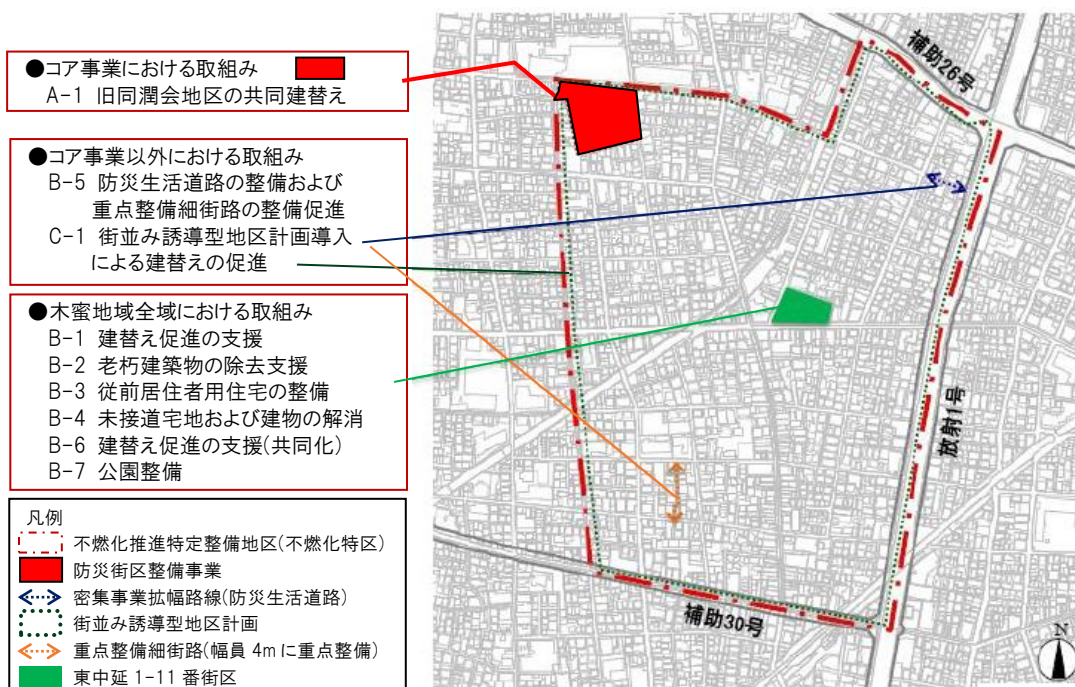 ●コア事業における取組み
A-1 旧同潤会地区の共同建替え
●コア事業以外における取組み
B-5 防災生活道路の整備および
重点整備細街路の整備促進
C-1 街並み誘導型地区計画導入
による建替えの促進
●木蜜地域全域における取組み
B-1 建替え促進の支援
B-2 老朽建築物の除去支援
B-3 従前居住者用住宅の整備
B-4 未接道宅地および建物の解消
B-6 建替え促進の支援(共同化)
B-7 公園整備
凡例
不燃化推進特定整備地区(不燃化特区)
防災街区整備事業
密集事業拡幅路線(防災生活道路)
街並み誘導型地区計画
重点整備細街路(幅員 4m に重点整備)
東中延 1-11 番街区
補助26号
放射1号
補助30号
N